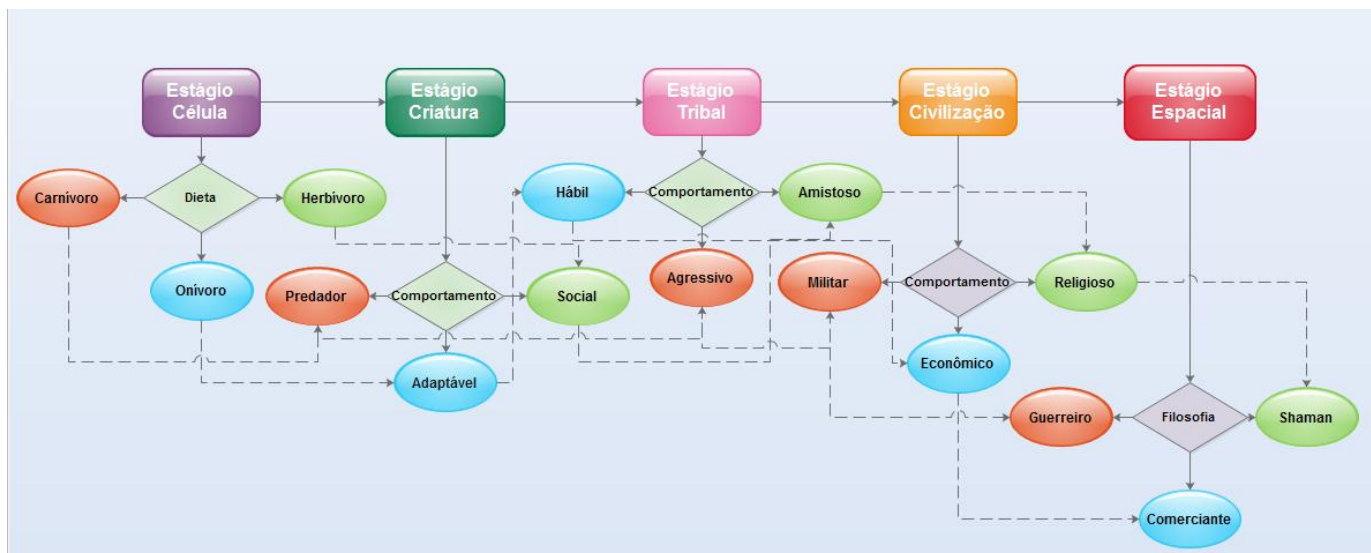 Estágio
Célula
Estágio
Criatura
Estágio
Tribal
Estágio
Civilização
Estágio
Espacial
Carnívoro
Dieta
Herbívoro
Hábil
Comportamento
Amistoso
Onívoro
Predador
Comportamento
Social
Agressivo
Militar
Comportamento
Religioso
Adaptável
Econômico
Guerreiro
Filosofia
Shaman
Comerciante